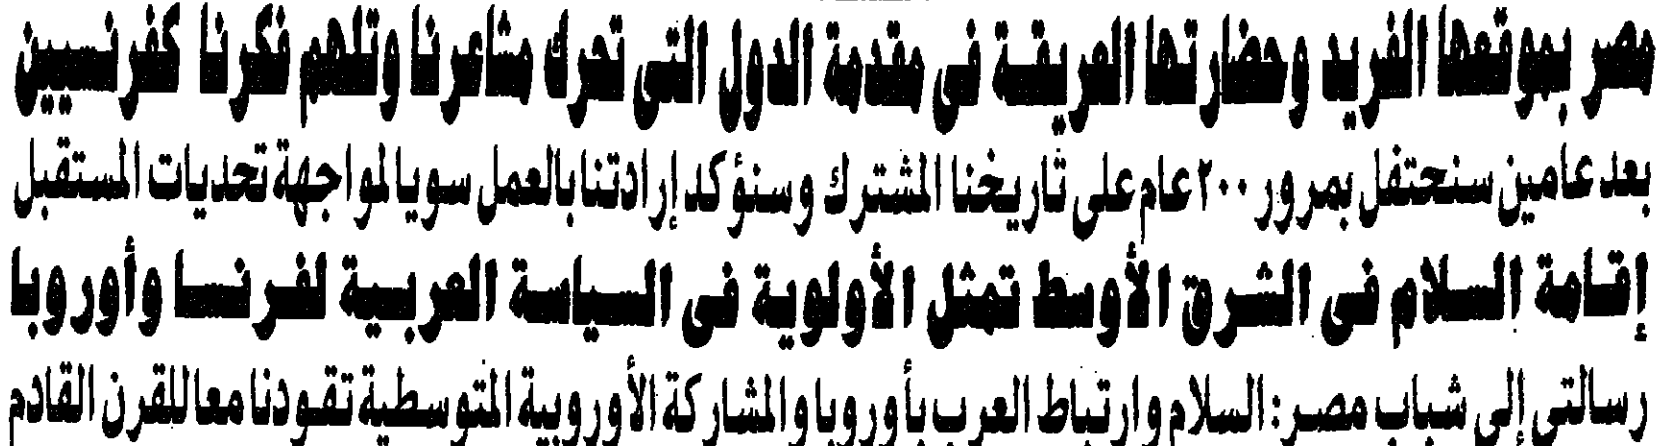 مصر بموقعها الفريد وحضارتها العريقة فى مقدمة الدول التى تحرك مشاعرنا وتلهم فكرنا كفرنسيين
بعد عامين سنحتفل بمرور ٢٠٠ عام على تاريخنا المشترك وسنؤكد إرادتنا بالعمل سويا لمواجهة تحديات المستقبل
إقامة السلام فى الشرق الأوسط تمثل الأولوية فى السياسة العربية لفرنسا وأوروبا
رسالتى إلى شباب مصر: السلام وارتباط العرب بأوروبا والمشاركة الأوروبية المتوسطية تقودنا معا للقرن القادم